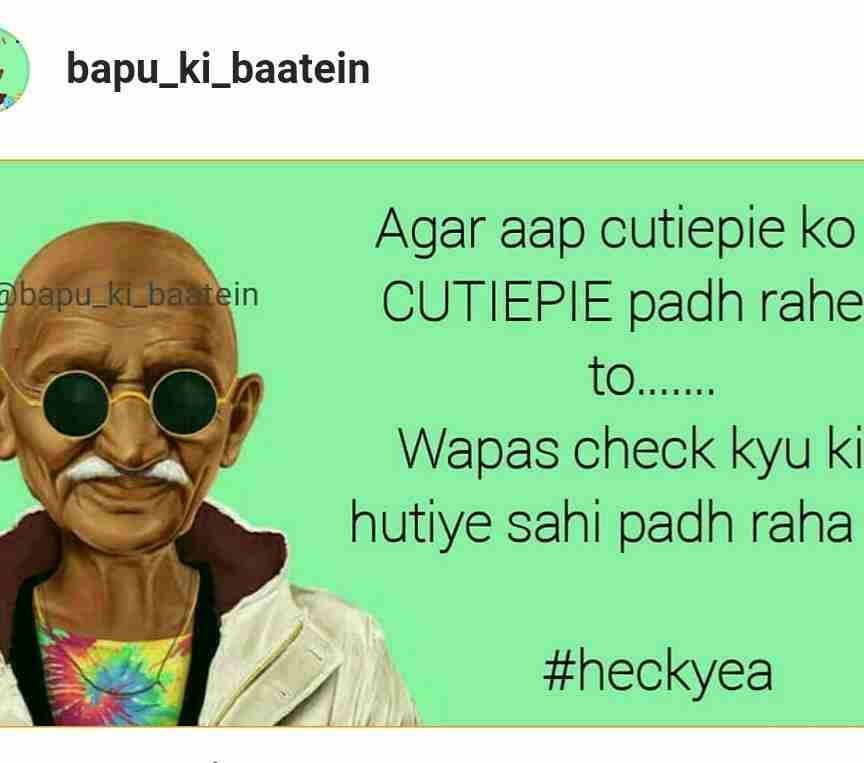 bapu_ki_baatein
Agar aap cutiepie ko
@bapu_ki_baatein
CUTIEPIE padh rahe
to.......
Wapas check kyu ki
hutiye sahi padh raha
#heckyea